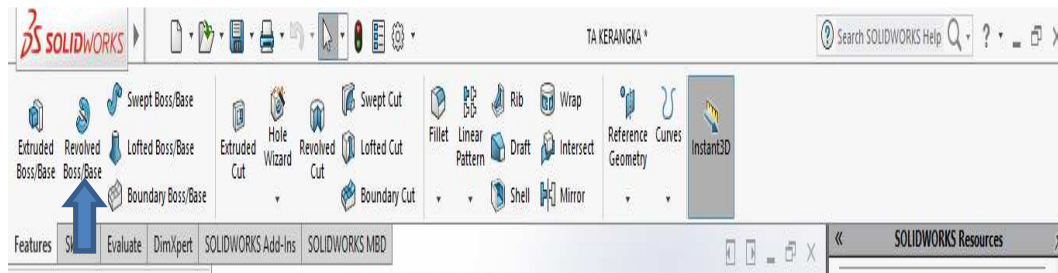 SOLIDWORKS
TA KERANGKA *
Search SOLIDWORKS Help
?
Extruded Boss/Base
Revolved Boss/Base
Swept Boss/Base
Lofted Boss/Base
Boundary Boss/Base
Extruded Cut
Hole Wizard
Revolved Cut
Swept Cut
Lofted Cut
Boundary Cut
Fillet
Linear Pattern
Rib
Draft
Shell
Wrap
Intersect
Mirror
Reference Geometry
Curves
Instant3D
Features
Evaluate
DimXpert
SOLIDWORKS Add-Ins
SOLIDWORKS MBD
SOLIDWORKS Resources